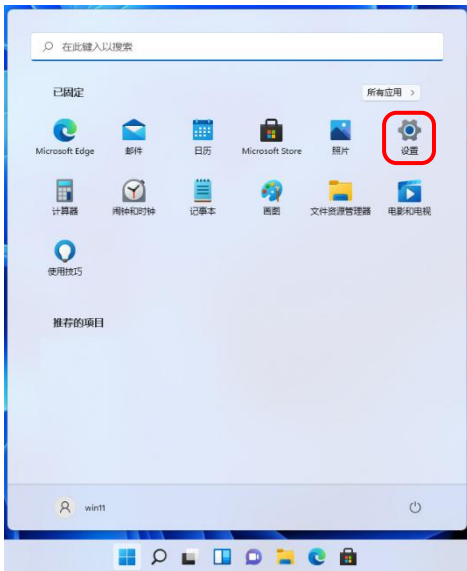 在此键入以搜索
已固定
所有应用 >
Microsoft Edge
邮件
日历
Microsoft Store
照片
设置
计算器
闹钟和时钟
记事本
画图
文件资源管理器
电影和电视
使用技巧
推荐的项目
win11